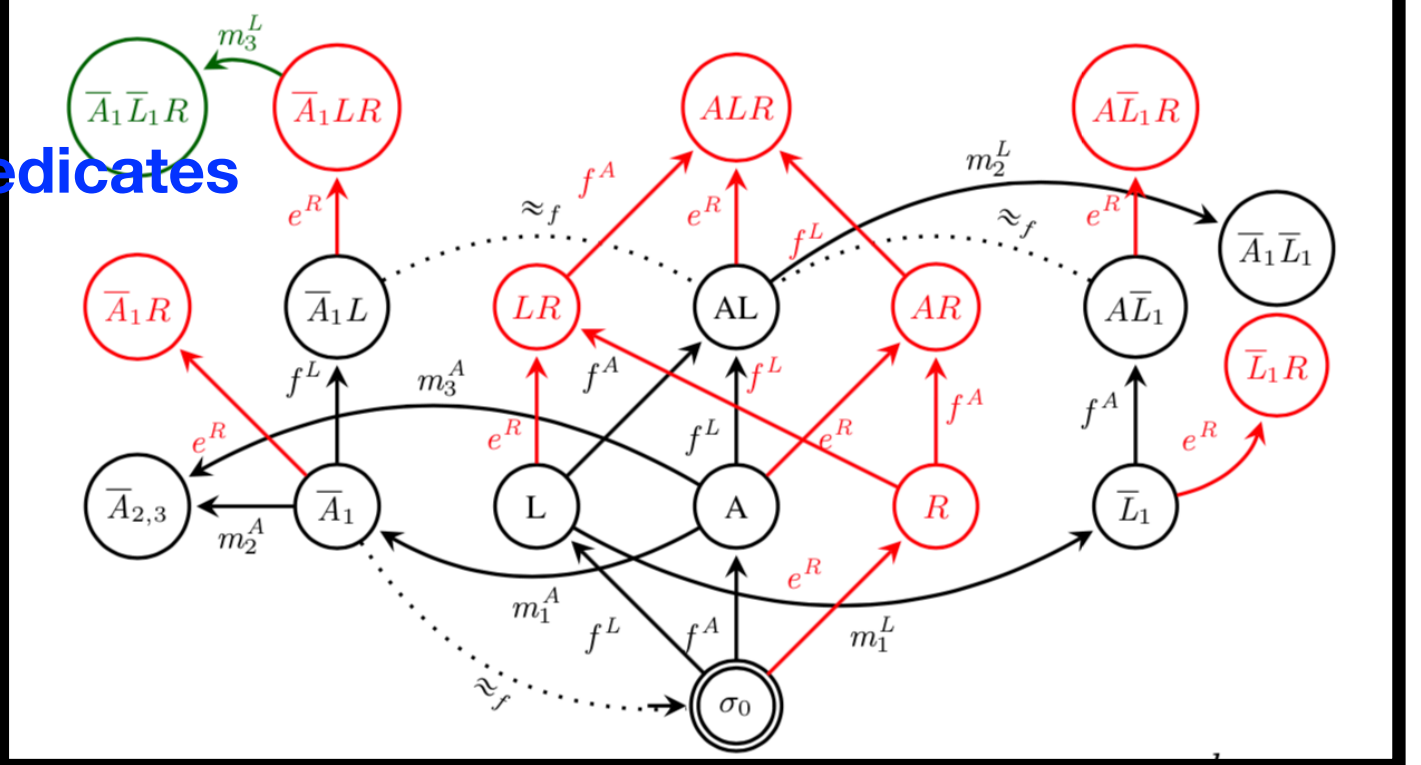 m₃ᴸ
A̅₁L̅₁R
A̅₁LR
ALR
AL̅₁R
edicates
m₂ᴸ
fᴬ
eᴿ
≈f
eᴿ
fᴸ
≈f
eᴿ
A̅₁L̅₁
A̅₁R
A̅₁L
LR
AL
AR
AL̅₁
L̅₁R
fᴸ
m₃ᴬ
fᴬ
fᴸ
fᴬ
fᴬ
eᴿ
eᴿ
fᴸ
eᴿ
eᴿ
A̅₂,₃
A̅₁
L
A
R
L̅₁
m₂ᴬ
m₁ᴬ
eᴿ
fᴸ
fᴬ
m₁ᴸ
≈f
σ₀